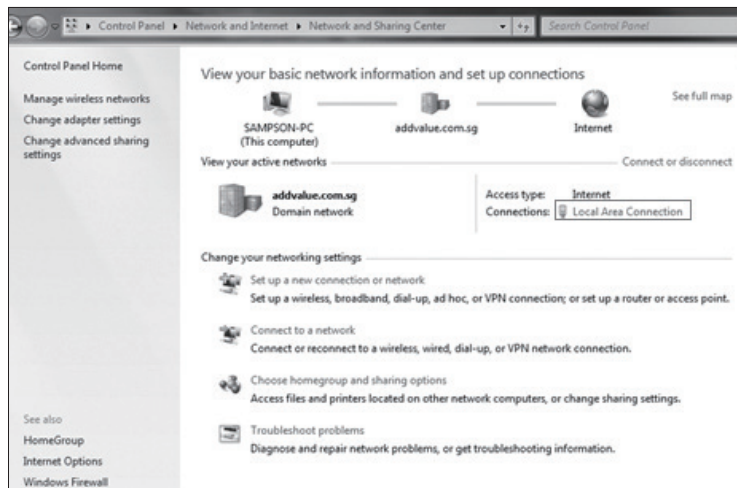 Control Panel ▸ Network and Internet ▸ Network and Sharing Center
Search Control Panel
Control Panel Home
Manage wireless networks
Change adapter settings
Change advanced sharing
settings
See also
HomeGroup
Internet Options
Windows Firewall
View your basic network information and set up connections
SAMPSON-PC
(This computer)
addvalue.com.sg
Internet
See full map
View your active networks
Connect or disconnect
addvalue.com.sg
Domain network
Access type: Internet
Connections: Local Area Connection
Change your networking settings
Set up a new connection or network
Set up a wireless, broadband, dial-up, ad hoc, or VPN connection; or set up a router or access point.
Connect to a network
Connect or reconnect to a wireless, wired, dial-up, or VPN network connection.
Choose homegroup and sharing options
Access files and printers located on other network computers, or change sharing settings.
Troubleshoot problems
Diagnose and repair network problems, or get troubleshooting information.